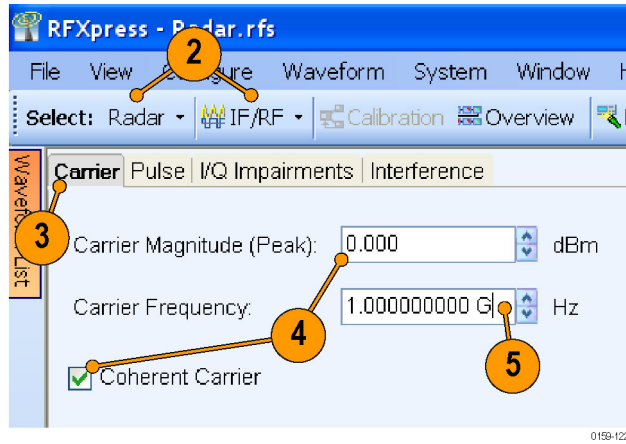 RFXpress - Radar.rfs
File View Configure Waveform System Window
2
Select: Radar IF/RF Calibration Overview
Waveform List
Carrier Pulse I/Q Impairments Interference
3
Carrier Magnitude (Peak): 0.000 dBm
Carrier Frequency: 1.000000000 G Hz
4
5
Coherent Carrier
0159-122